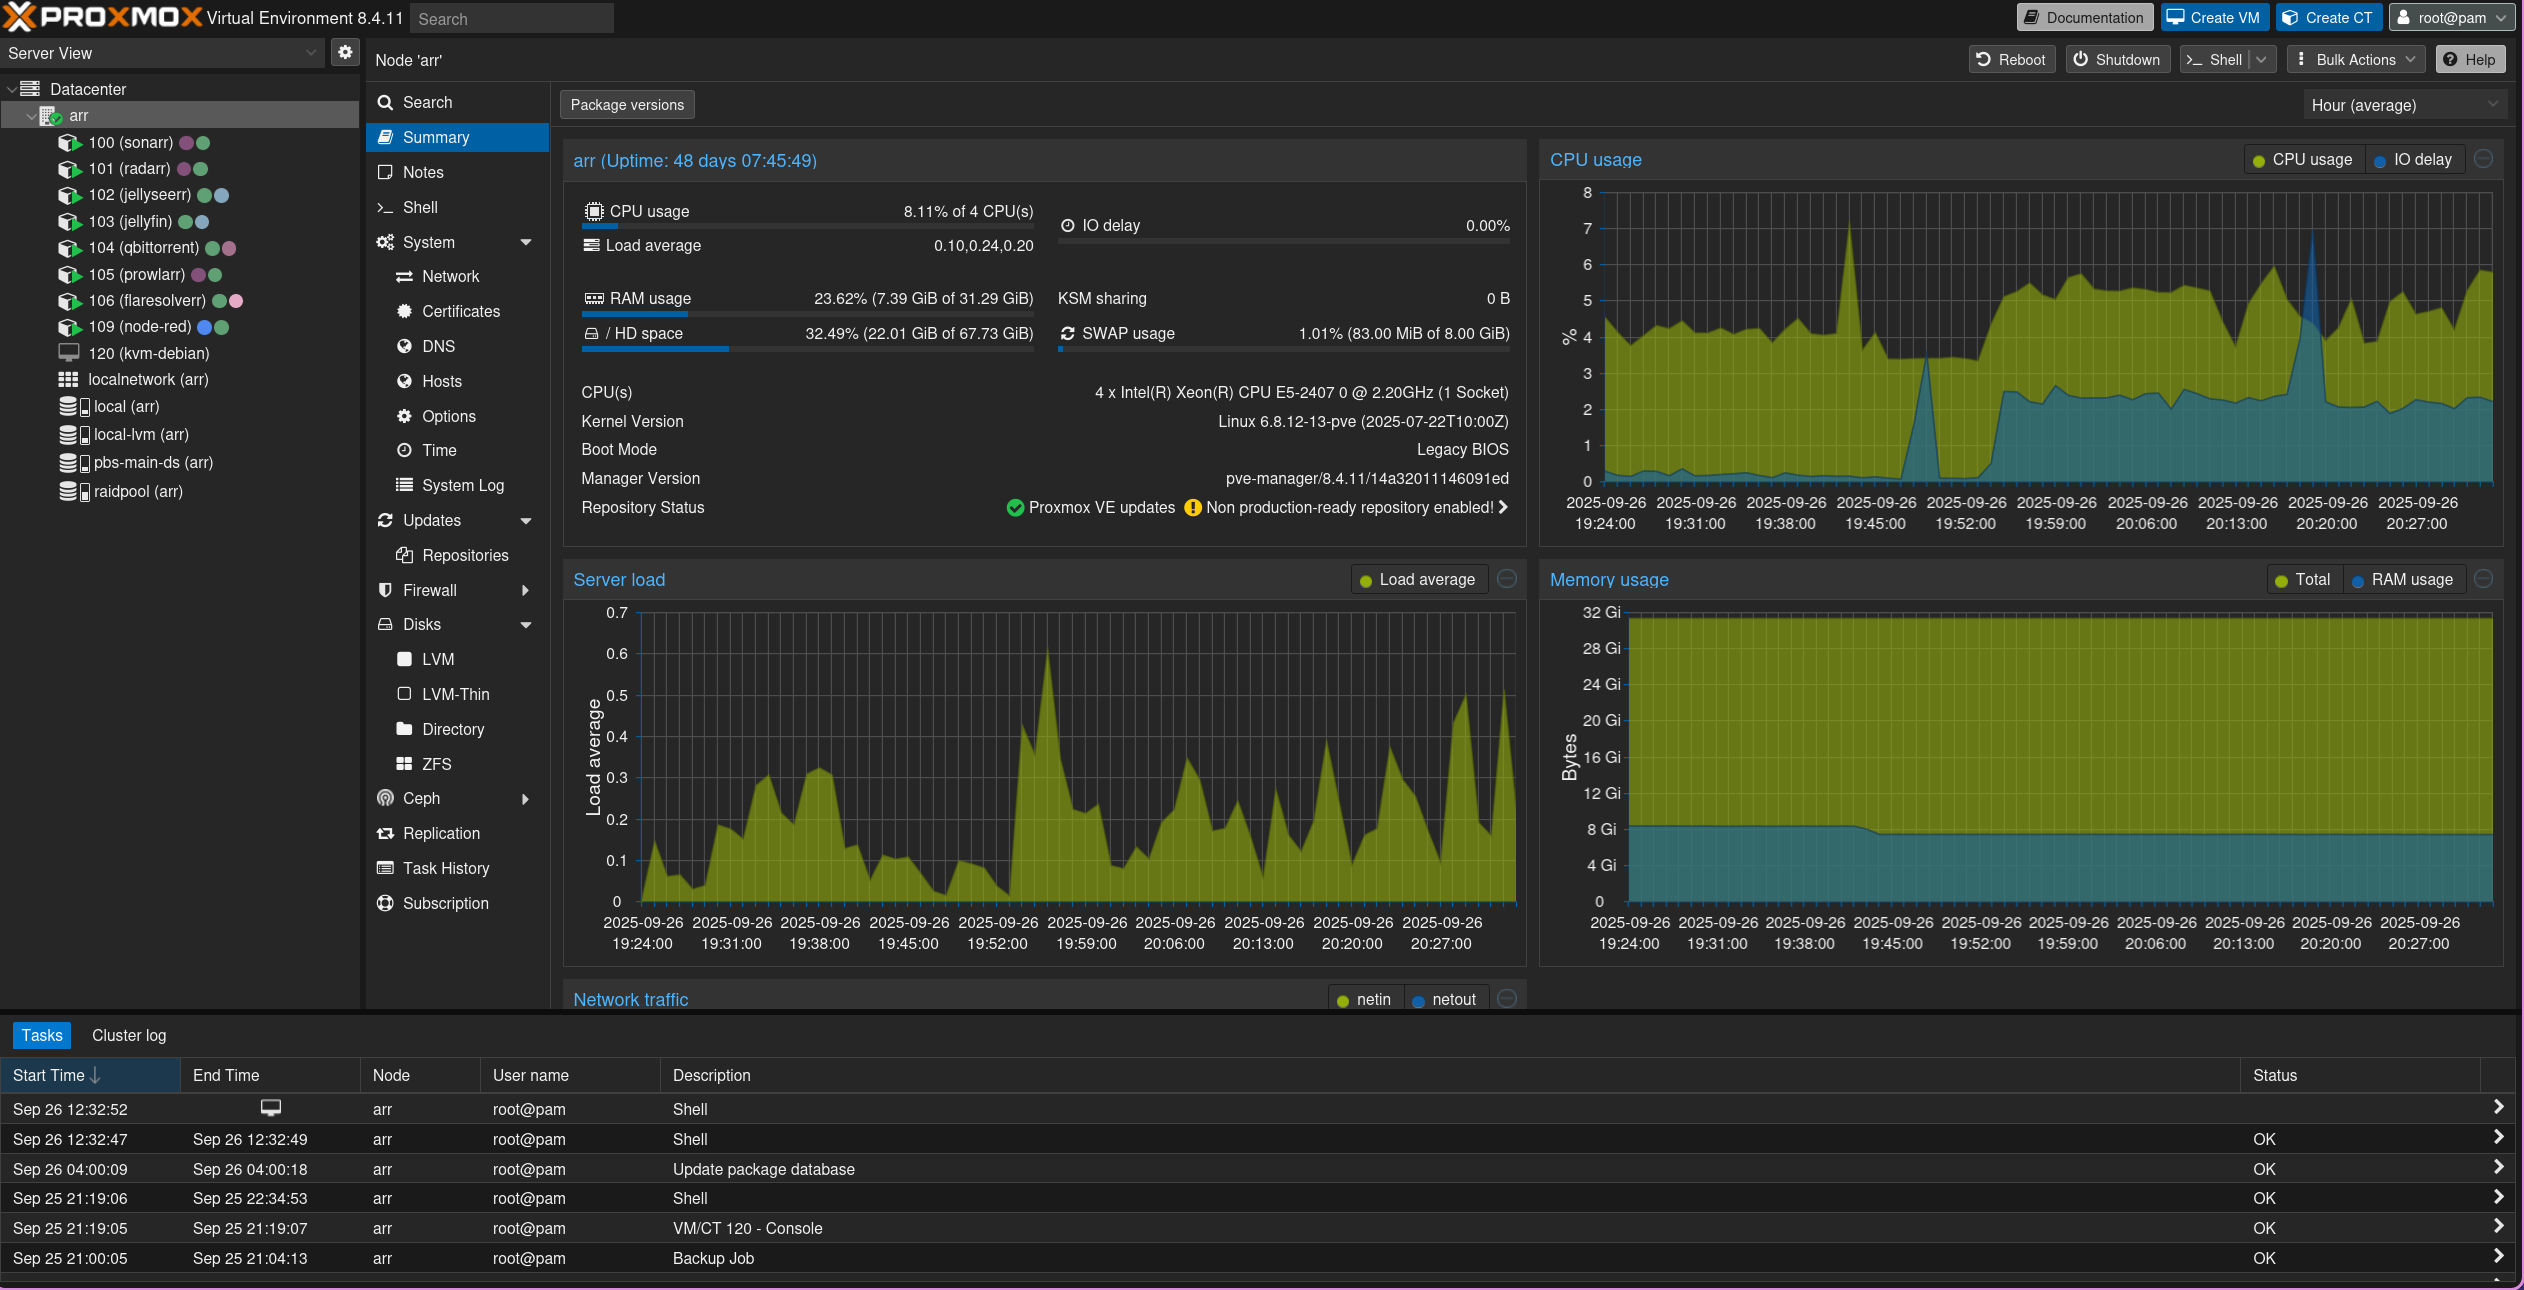 PROXMOX Virtual Environment 8.4.11 Search Documentation Create VM Create CT root@pam
Server View
Node 'arr' Reboot Shutdown Shell Bulk Actions Help
Datacenter
arr
100 (sonarr)
101 (radarr)
102 (jellyseerr)
103 (jellyfin)
104 (qbittorrent)
105 (prowlarr)
106 (flaresolverr)
109 (node-red)
120 (kvm-debian)
localnetwork (arr)
local (arr)
local-lvm (arr)
pbs-main-ds (arr)
raidpool (arr)
Search
Summary
Notes
Shell
System
Network
Certificates
DNS
Hosts
Options
Time
System Log
Updates
Repositories
Firewall
Disks
LVM
LVM-Thin
Directory
ZFS
Ceph
Replication
Task History
Subscription
Package versions Hour (average)
arr (Uptime: 48 days 07:45:49)
CPU usage 8.11% of 4 CPU(s)
Load average 0.10,0.24,0.20
IO delay 0.00%
RAM usage 23.62% (7.39 GiB of 31.29 GiB)
KSM sharing 0 B
/ HD space 32.49% (22.01 GiB of 67.73 GiB)
SWAP usage 1.01% (83.00 MiB of 8.00 GiB)
CPU(s) 4 x Intel(R) Xeon(R) CPU E5-2407 0 @ 2.20GHz (1 Socket)
Kernel Version Linux 6.8.12-13-pve (2025-07-22T10:00Z)
Boot Mode Legacy BIOS
Manager Version pve-manager/8.4.11/14a32011146091ed
Repository Status Proxmox VE updates Non production-ready repository enabled!
CPU usage CPU usage IO delay
8
7
6
5
4
3
2
1
0
%
2025-09-26 2025-09-26 2025-09-26 2025-09-26 2025-09-26 2025-09-26 2025-09-26 2025-09-26 2025-09-26 2025-09-26
19:24:00 19:31:00 19:38:00 19:45:00 19:52:00 19:59:00 20:06:00 20:13:00 20:20:00 20:27:00
Server load Load average
0.7
0.6
0.5
0.4
0.3
0.2
0.1
0
Load average
2025-09-26 2025-09-26 2025-09-26 2025-09-26 2025-09-26 2025-09-26 2025-09-26 2025-09-26 2025-09-26 2025-09-26
19:24:00 19:31:00 19:38:00 19:45:00 19:52:00 19:59:00 20:06:00 20:13:00 20:20:00 20:27:00
Memory usage Total RAM usage
32 Gi
28 Gi
24 Gi
20 Gi
16 Gi
12 Gi
8 Gi
4 Gi
0
Bytes
2025-09-26 2025-09-26 2025-09-26 2025-09-26 2025-09-26 2025-09-26 2025-09-26 2025-09-26 2025-09-26 2025-09-26
19:24:00 19:31:00 19:38:00 19:45:00 19:52:00 19:59:00 20:06:00 20:13:00 20:20:00 20:27:00
Network traffic netin netout
Tasks Cluster log
Start Time End Time Node User name Description Status
Sep 26 12:32:52 arr root@pam Shell
Sep 26 12:32:47 Sep 26 12:32:49 arr root@pam Shell OK
Sep 26 04:00:09 Sep 26 04:00:18 arr root@pam Update package database OK
Sep 25 21:19:06 Sep 25 22:34:53 arr root@pam Shell OK
Sep 25 21:19:05 Sep 25 21:19:07 arr root@pam VM/CT 120 - Console OK
Sep 25 21:00:05 Sep 25 21:04:13 arr root@pam Backup Job OK